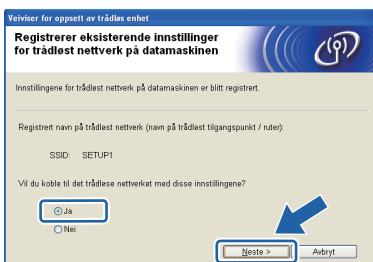 Veiviser for oppsett av trådløs enhet
Registrerer eksisterende innstillinger
for trådløst nettverk på datamaskinen
Innstillingene for trådløst nettverk på datamaskinen er blitt registrert.
Registrert navn på trådløst nettverk (navn på trådløst tilgangspunkt / ruter):
SSID: SETUP1
Vil du koble til det trådløse nettverket med disse innstillingene?
Ja
Nei
Neste >
Avbryt